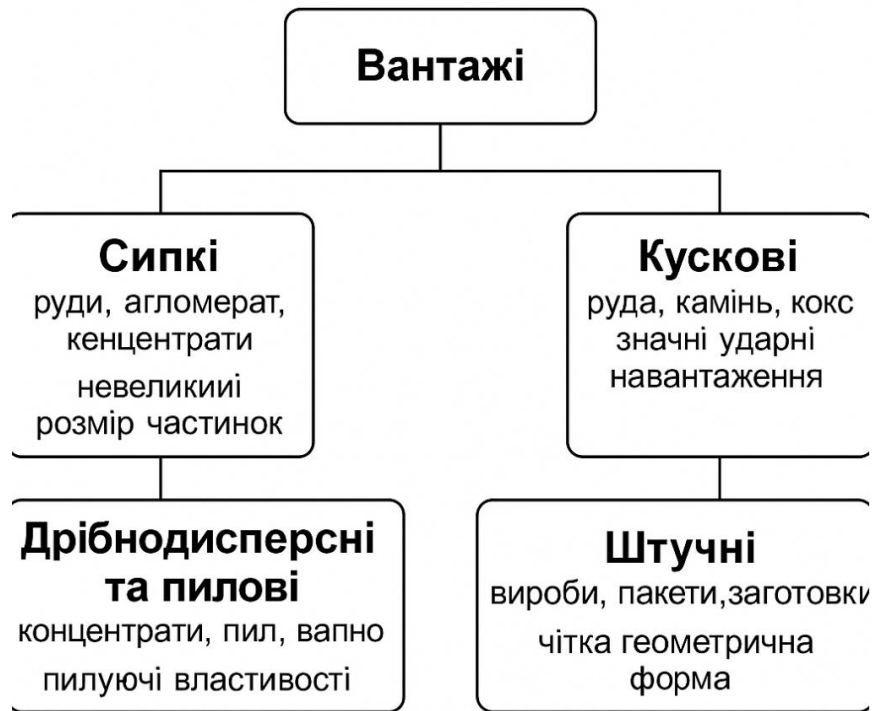 Вантажі
Сипкі
руди, агломерат,
кенцентрати
невеликииі
розмір частинок
Кускові
руда, камінь, кокс
значні ударні
навантаження
Дрібнодисперсні
та пилові
концентрати, пил, вапно
пилуючі властивості
Штучні
вироби, пакети,заготовки
чітка геометрична
форма